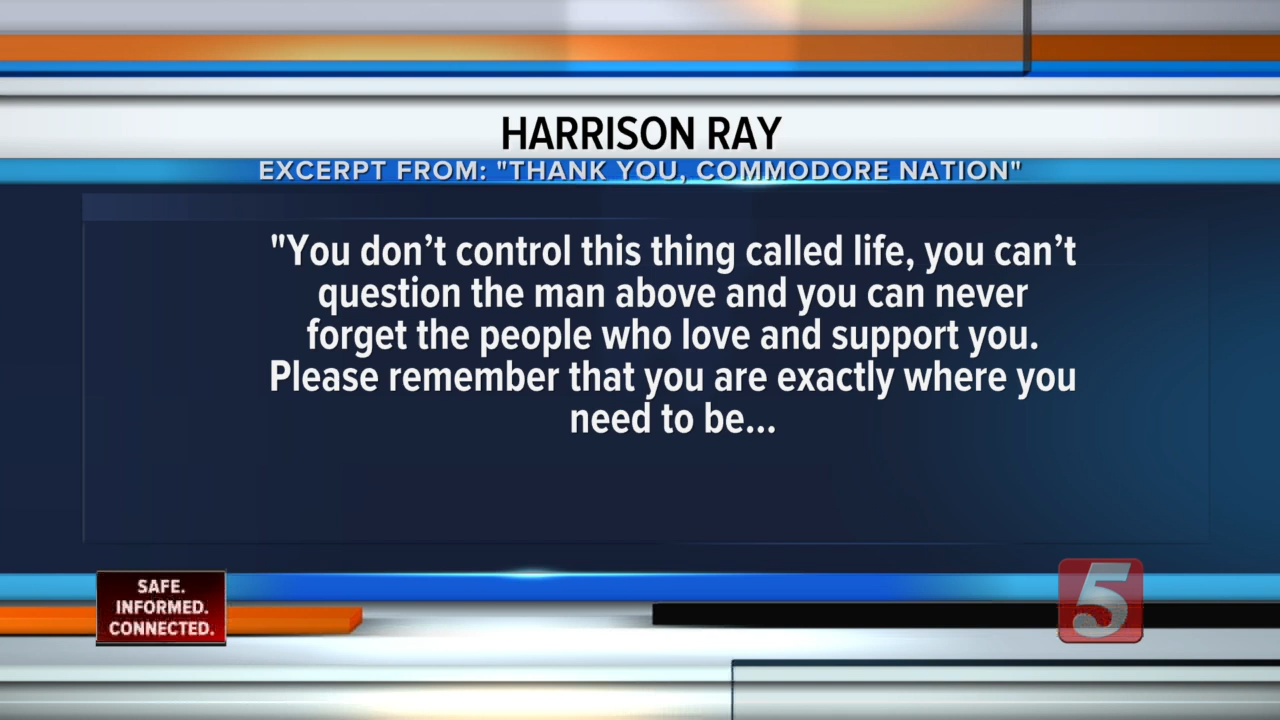 HARRISON RAY
EXCERPT FROM: "THANK YOU, COMMODORE NATION"
"You don’t control this thing called life, you can’t
question the man above and you can never
forget the people who love and support you.
Please remember that you are exactly where you
need to be...
SAFE.
INFORMED.
CONNECTED.
5